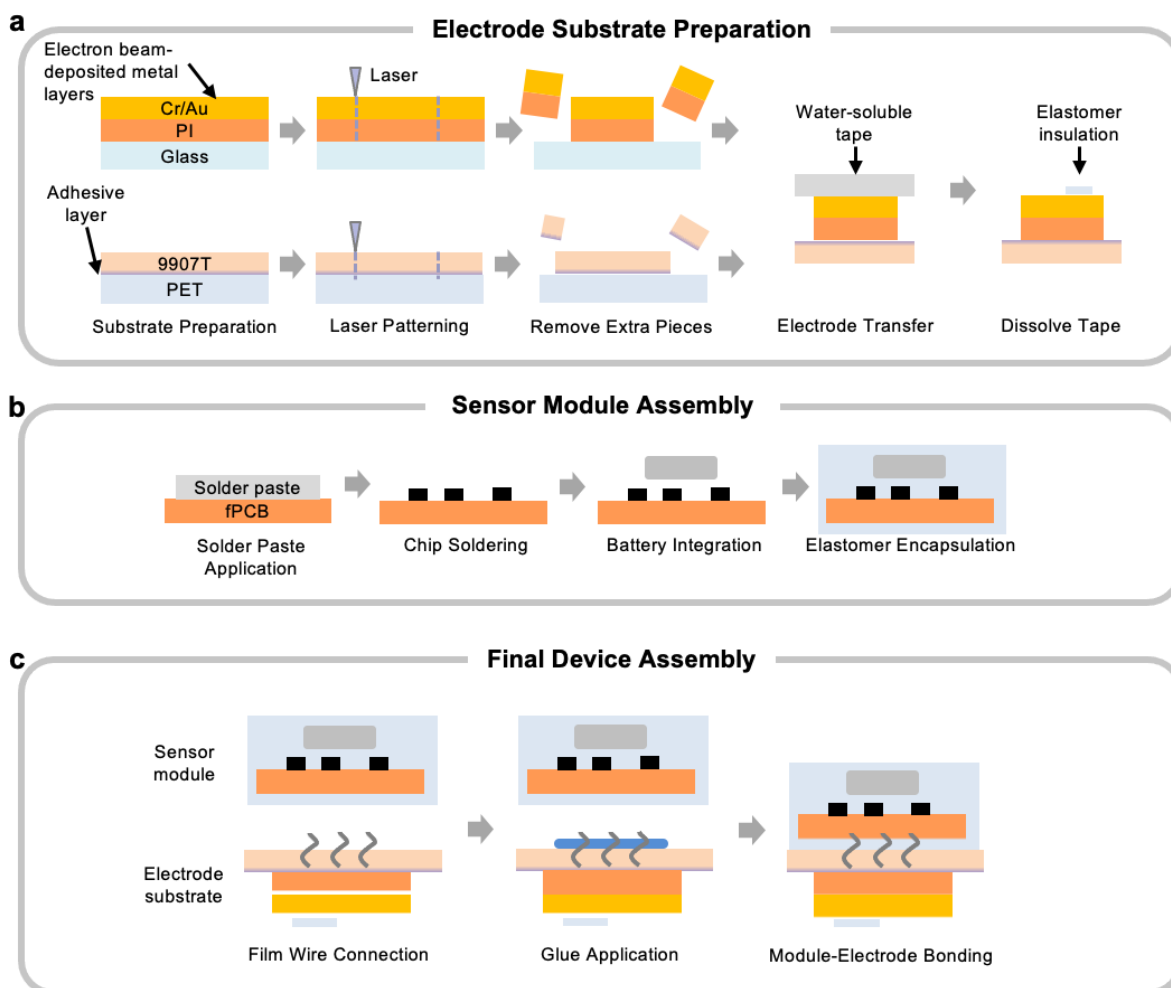 a
Electrode Substrate Preparation
Electron beam-
deposited metal
layers
Laser
Cr/Au
PI
Glass
Water-soluble
tape
Elastomer
insulation
Adhesive
layer
9907T
PET
Substrate Preparation
Laser Patterning
Remove Extra Pieces
Electrode Transfer
Dissolve Tape
b
Sensor Module Assembly
Solder paste
fPCB
Solder Paste
Application
Chip Soldering
Battery Integration
Elastomer Encapsulation
c
Final Device Assembly
Sensor
module
Electrode
substrate
Film Wire Connection
Glue Application
Module-Electrode Bonding